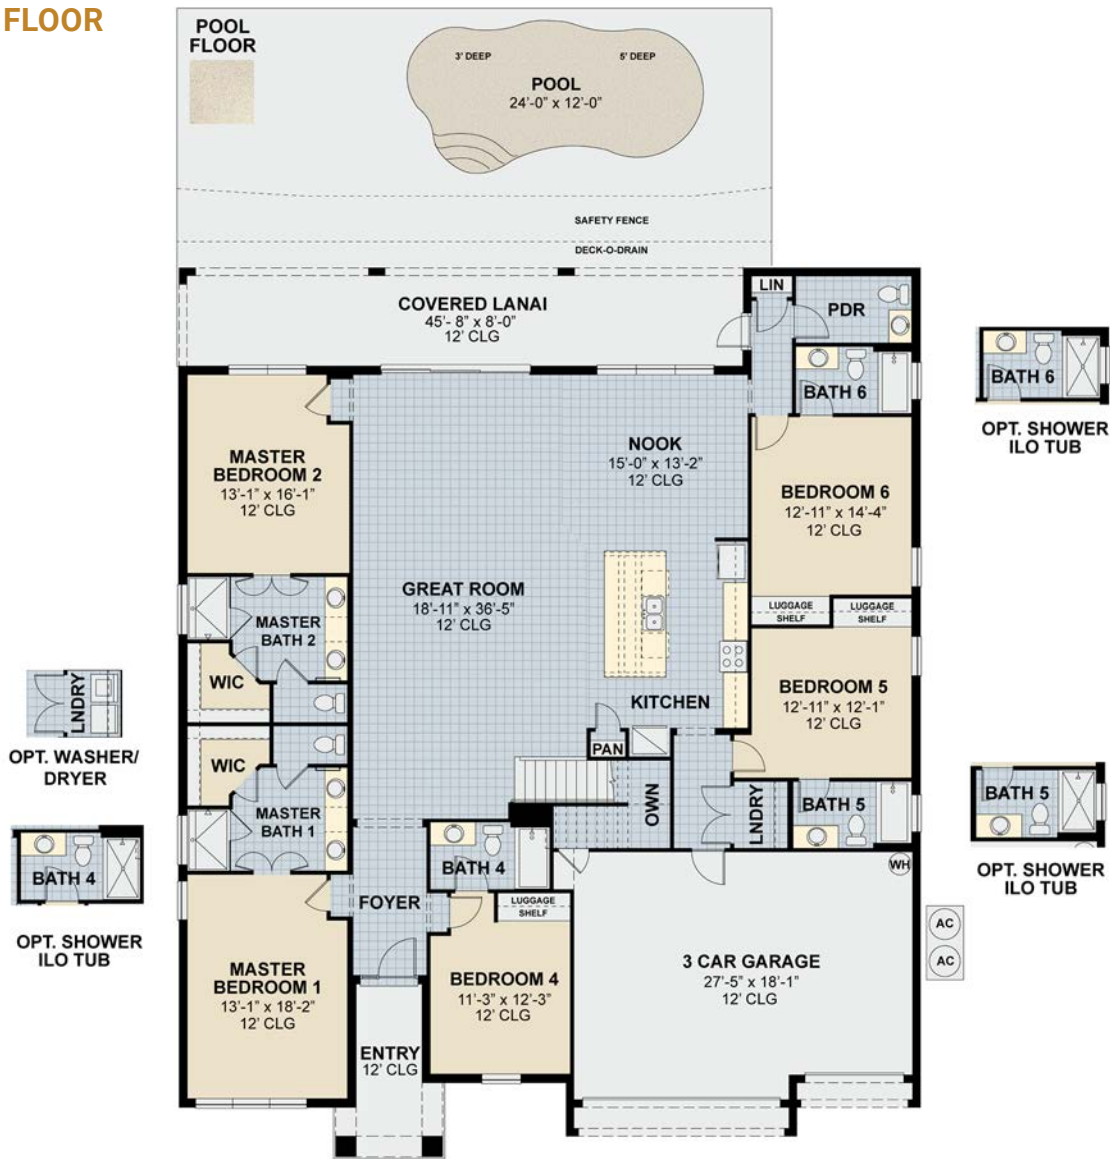 FLOOR
POOL
FLOOR
3' DEEP
5' DEEP
POOL
24'-0" x 12'-0"
SAFETY FENCE
DECK-O-DRAIN
COVERED LANAI
45'- 8" x 8'-0"
12' CLG
LIN
PDR
BATH 6
BATH 6
OPT. SHOWER
ILO TUB
MASTER
BEDROOM 2
13'-1" x 16'-1"
12' CLG
NOOK
15'-0" x 13'-2"
12' CLG
BEDROOM 6
12'-11" x 14'-4"
12' CLG
GREAT ROOM
18'-11" x 36'-5"
12' CLG
LUGGAGE
SHELF
LUGGAGE
SHELF
MASTER
BATH 2
WIC
KITCHEN
BEDROOM 5
12'-11" x 12'-1"
12' CLG
LNDRY
OPT. WASHER/
DRYER
PAN
WIC
MASTER
BATH 1
OWN
LNDRY
BATH 5
BATH 5
OPT. SHOWER
ILO TUB
BATH 4
OPT. SHOWER
ILO TUB
BATH 4
WH
FOYER
LUGGAGE
SHELF
AC
AC
MASTER
BEDROOM 1
13'-1" x 18'-2"
12' CLG
BEDROOM 4
11'-3" x 12'-3"
12' CLG
3 CAR GARAGE
27'-5" x 18'-1"
12' CLG
ENTRY
12' CLG